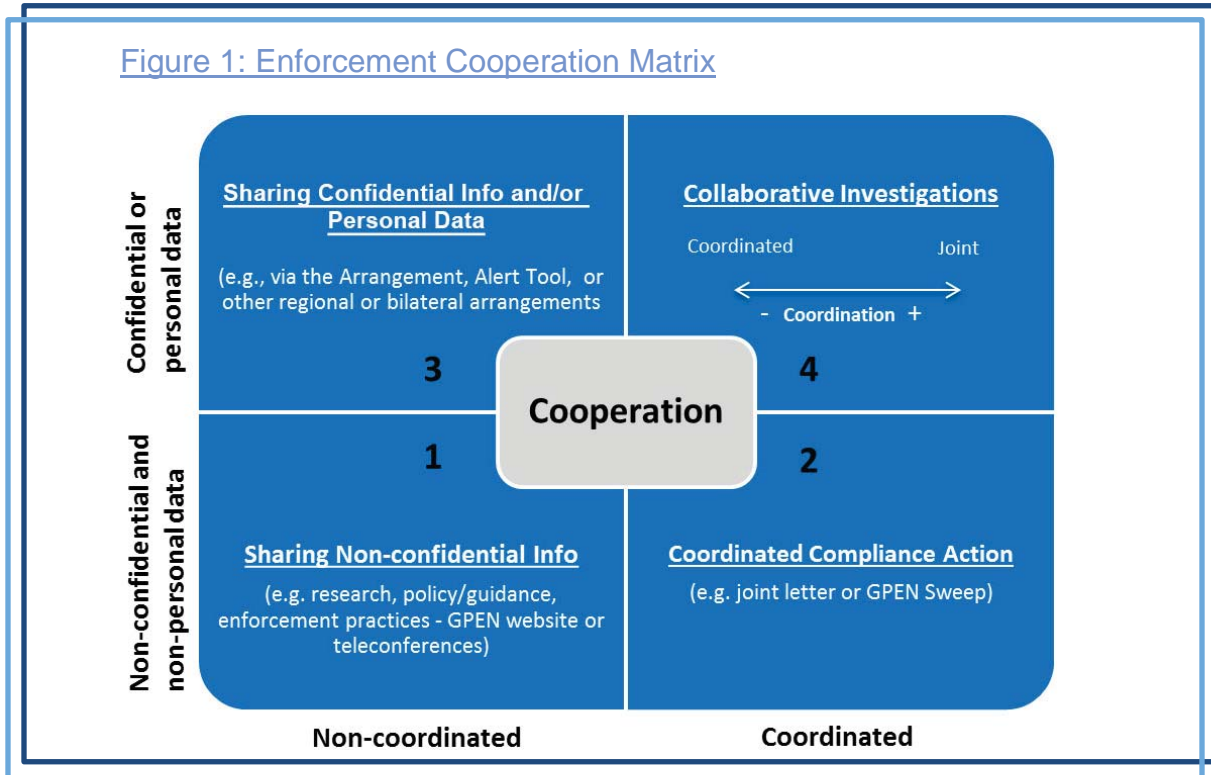 Figure 1: Enforcement Cooperation Matrix
Confidential or
personal data
Sharing Confidential Info and/or
Personal Data
(e.g., via the Arrangement, Alert Tool, or
other regional or bilateral arrangements
3
Collaborative Investigations
Coordinated Joint
- Coordination +
4
Cooperation
Non-confidential and
non-personal data
1
Sharing Non-confidential Info
(e.g. research, policy/guidance,
enforcement practices - GPEN website or
teleconferences)
2
Coordinated Compliance Action
(e.g. joint letter or GPEN Sweep)
Non-coordinated
Coordinated